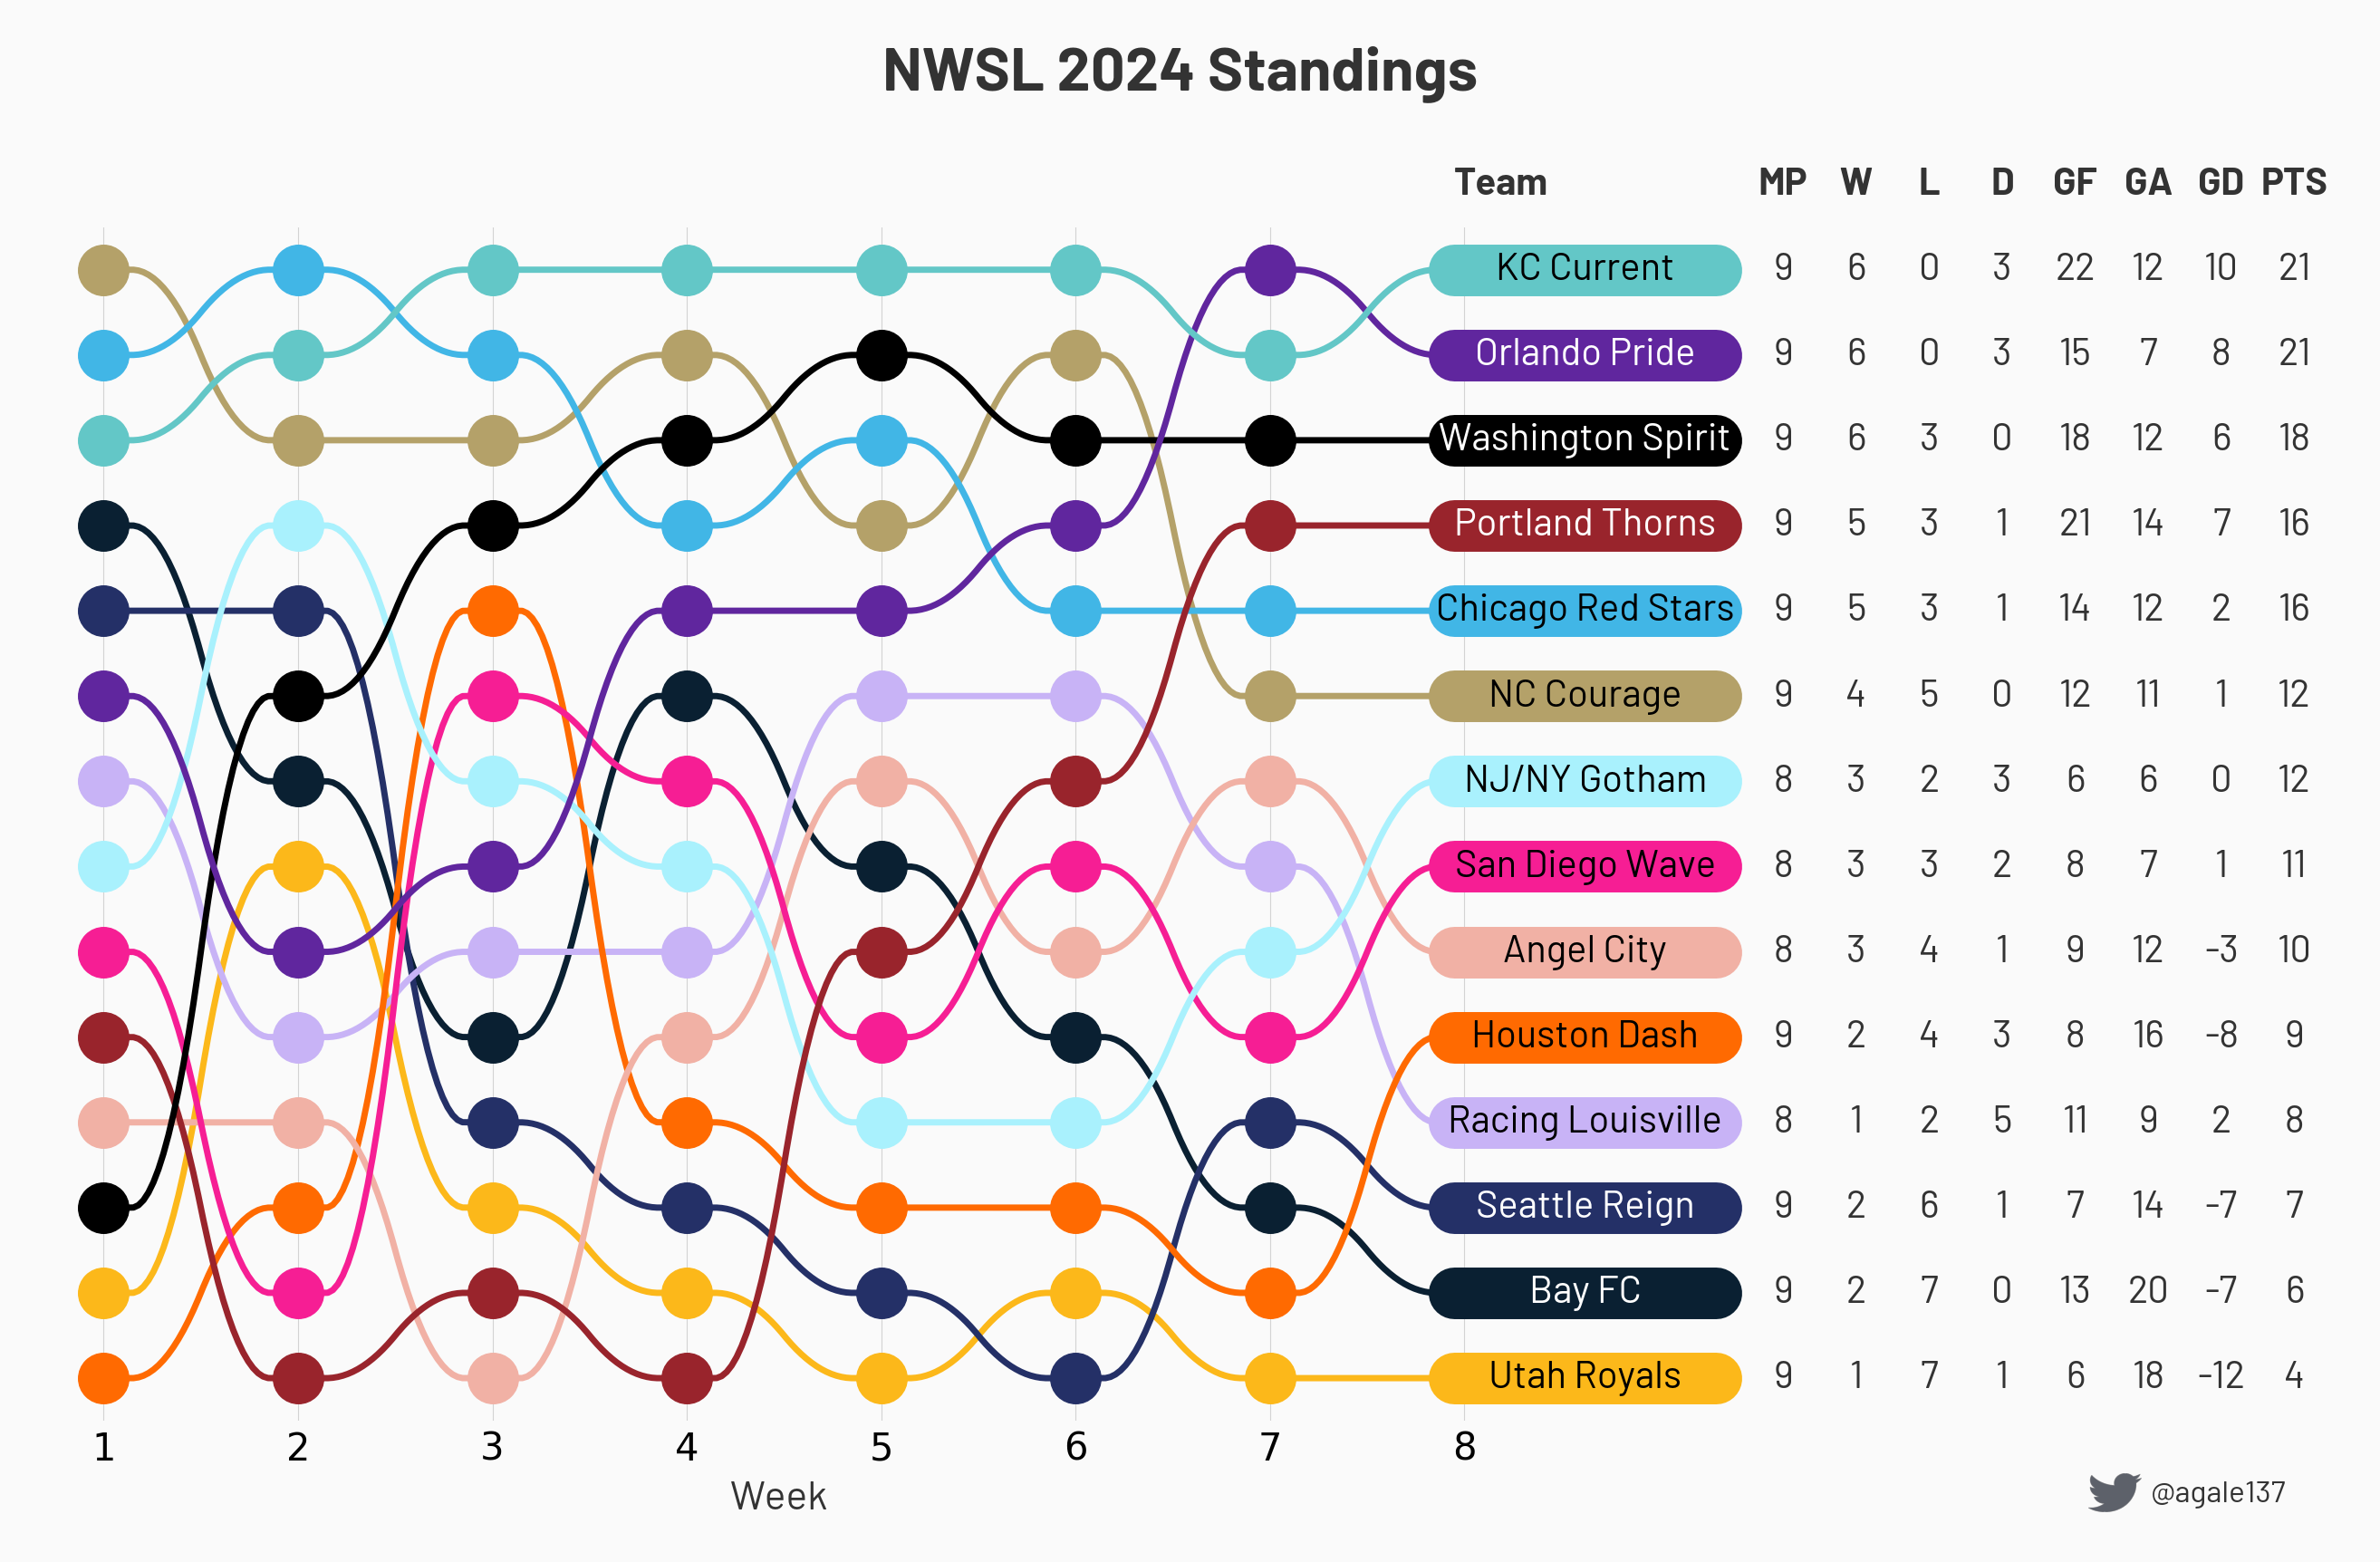 NWSL 2024 Standings
Team MP W L D GF GA GD PTS
KC Current 9 6 0 3 22 12 10 21
Orlando Pride 9 6 0 3 15 7 8 21
Washington Spirit 9 6 3 0 18 12 6 18
Portland Thorns 9 5 3 1 21 14 7 16
Chicago Red Stars 9 5 3 1 14 12 2 16
NC Courage 9 4 5 0 12 11 1 12
NJ/NY Gotham 8 3 2 3 6 6 0 12
San Diego Wave 8 3 3 2 8 7 1 11
Angel City 8 3 4 1 9 12 -3 10
Houston Dash 9 2 4 3 8 16 -8 9
Racing Louisville 8 1 2 5 11 9 2 8
Seattle Reign 9 2 6 1 7 14 -7 7
Bay FC 9 2 7 0 13 20 -7 6
Utah Royals 9 1 7 1 6 18 -12 4
1 2 3 4 5 6 7 8
Week
@agale137